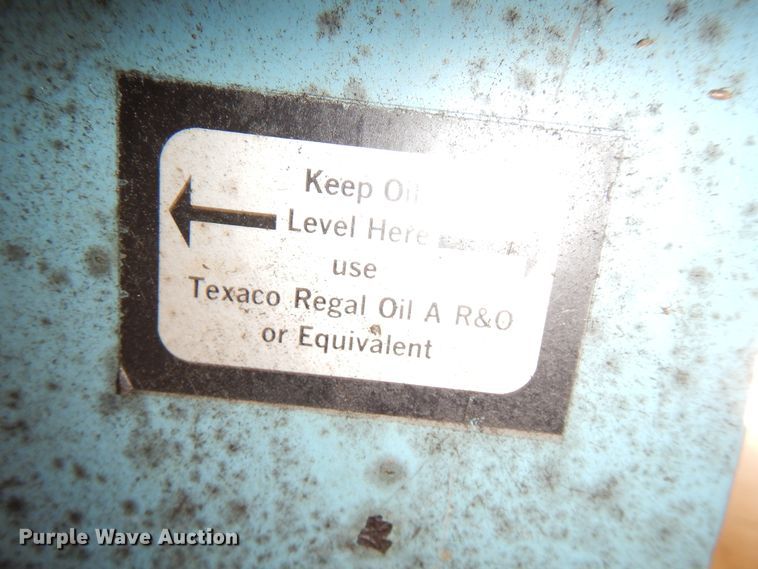 Keep Oil
Level Here
use
Texaco Regal Oil A R&O
or Equivalent
Purple Wave Auction